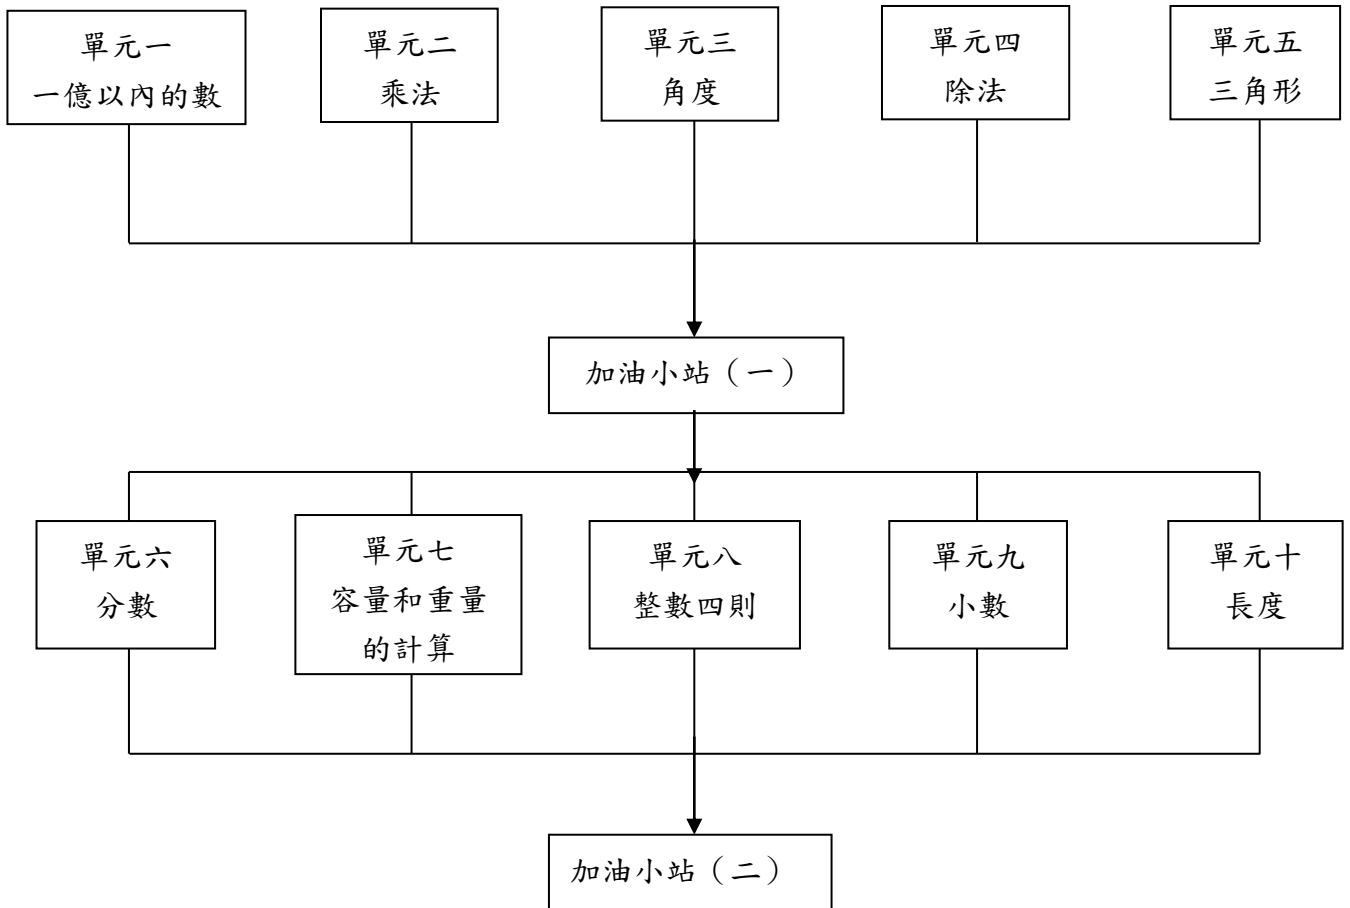 單元一
一億以內的數
單元二
乘法
單元三
角度
單元四
除法
單元五
三角形
加油小站（一）
單元六
分數
單元七
容量和重量
的計算
單元八
整數四則
單元九
小數
單元十
長度
加油小站（二）